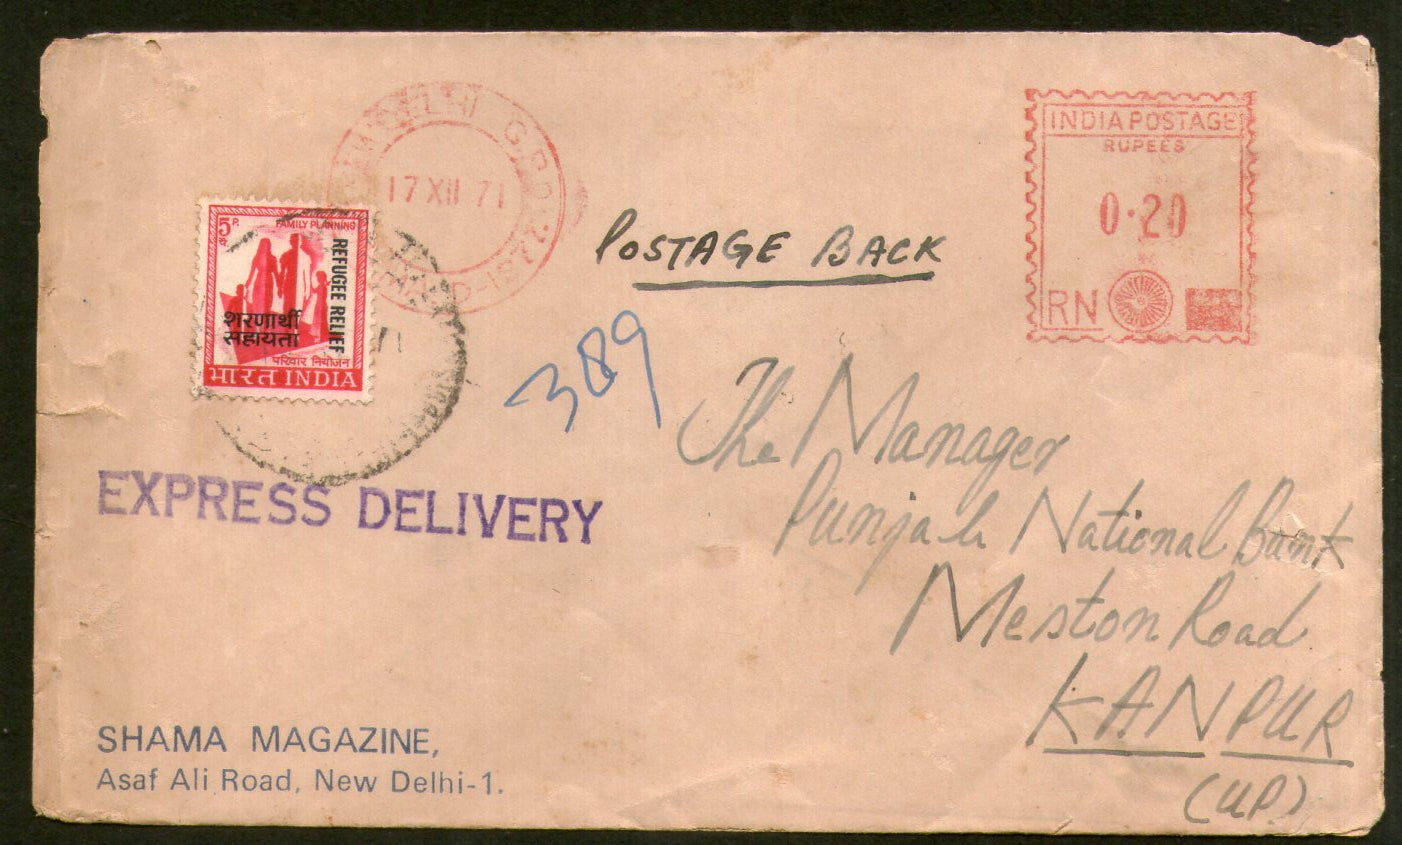 DELHI G.P.O.
17 XII 71
INDIA POSTAGE
RUPEES
0·20
RN
5 P.
FAMILY PLANNING
REFUGEE RELIEF
शरणार्थी
सहायता
परिवार नियोजन
भारत INDIA
POSTAGE BACK
389
EXPRESS DELIVERY
The Manager
Punjab National Bank
Meston Road
KANPUR
(U.P.)
SHAMA MAGAZINE,
Asaf Ali Road, New Delhi-1.